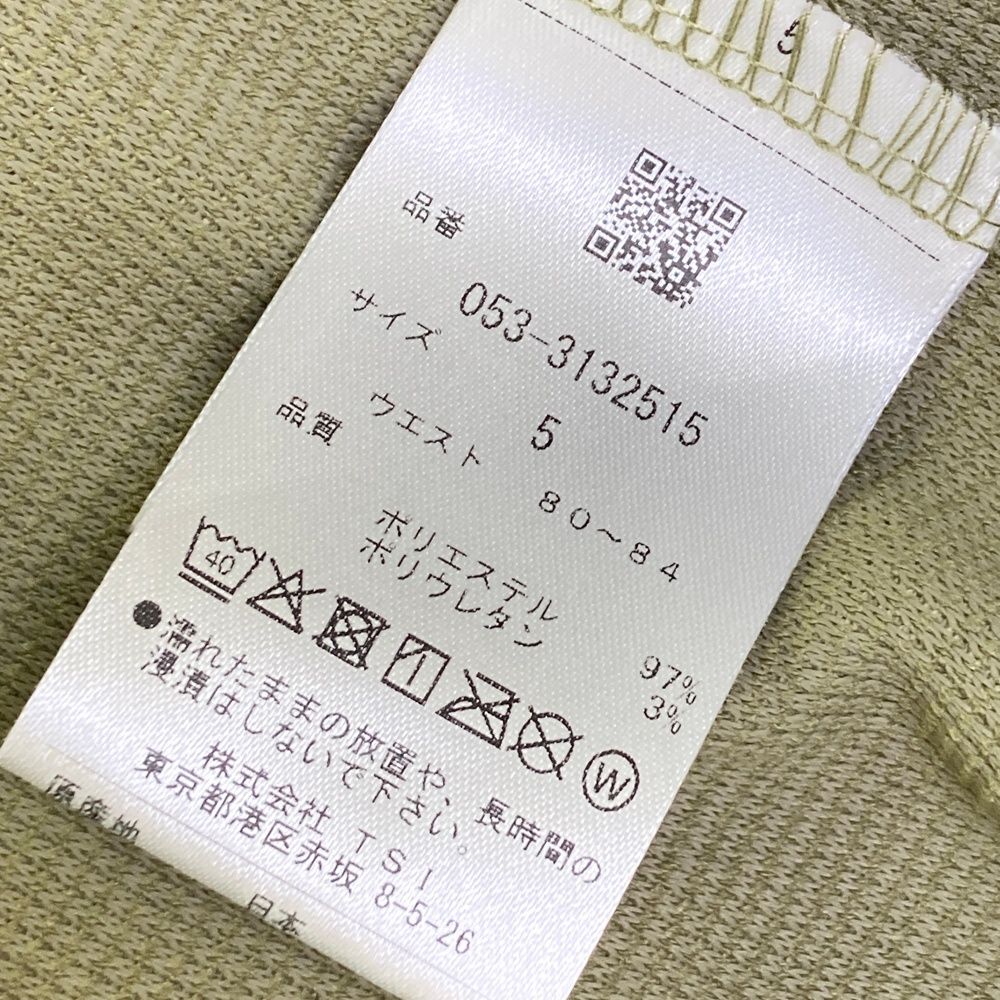 5
品番
053-3132515
サイズ
5
ウエスト
80～84
品質
ポリエステル 97%
ポリウレタン 3%
40
W
●濡れたままの放置や、長時間の
浸漬はしないで下さい。
株式会社 TSI
東京都港区赤坂 8-5-26
原産地
日本